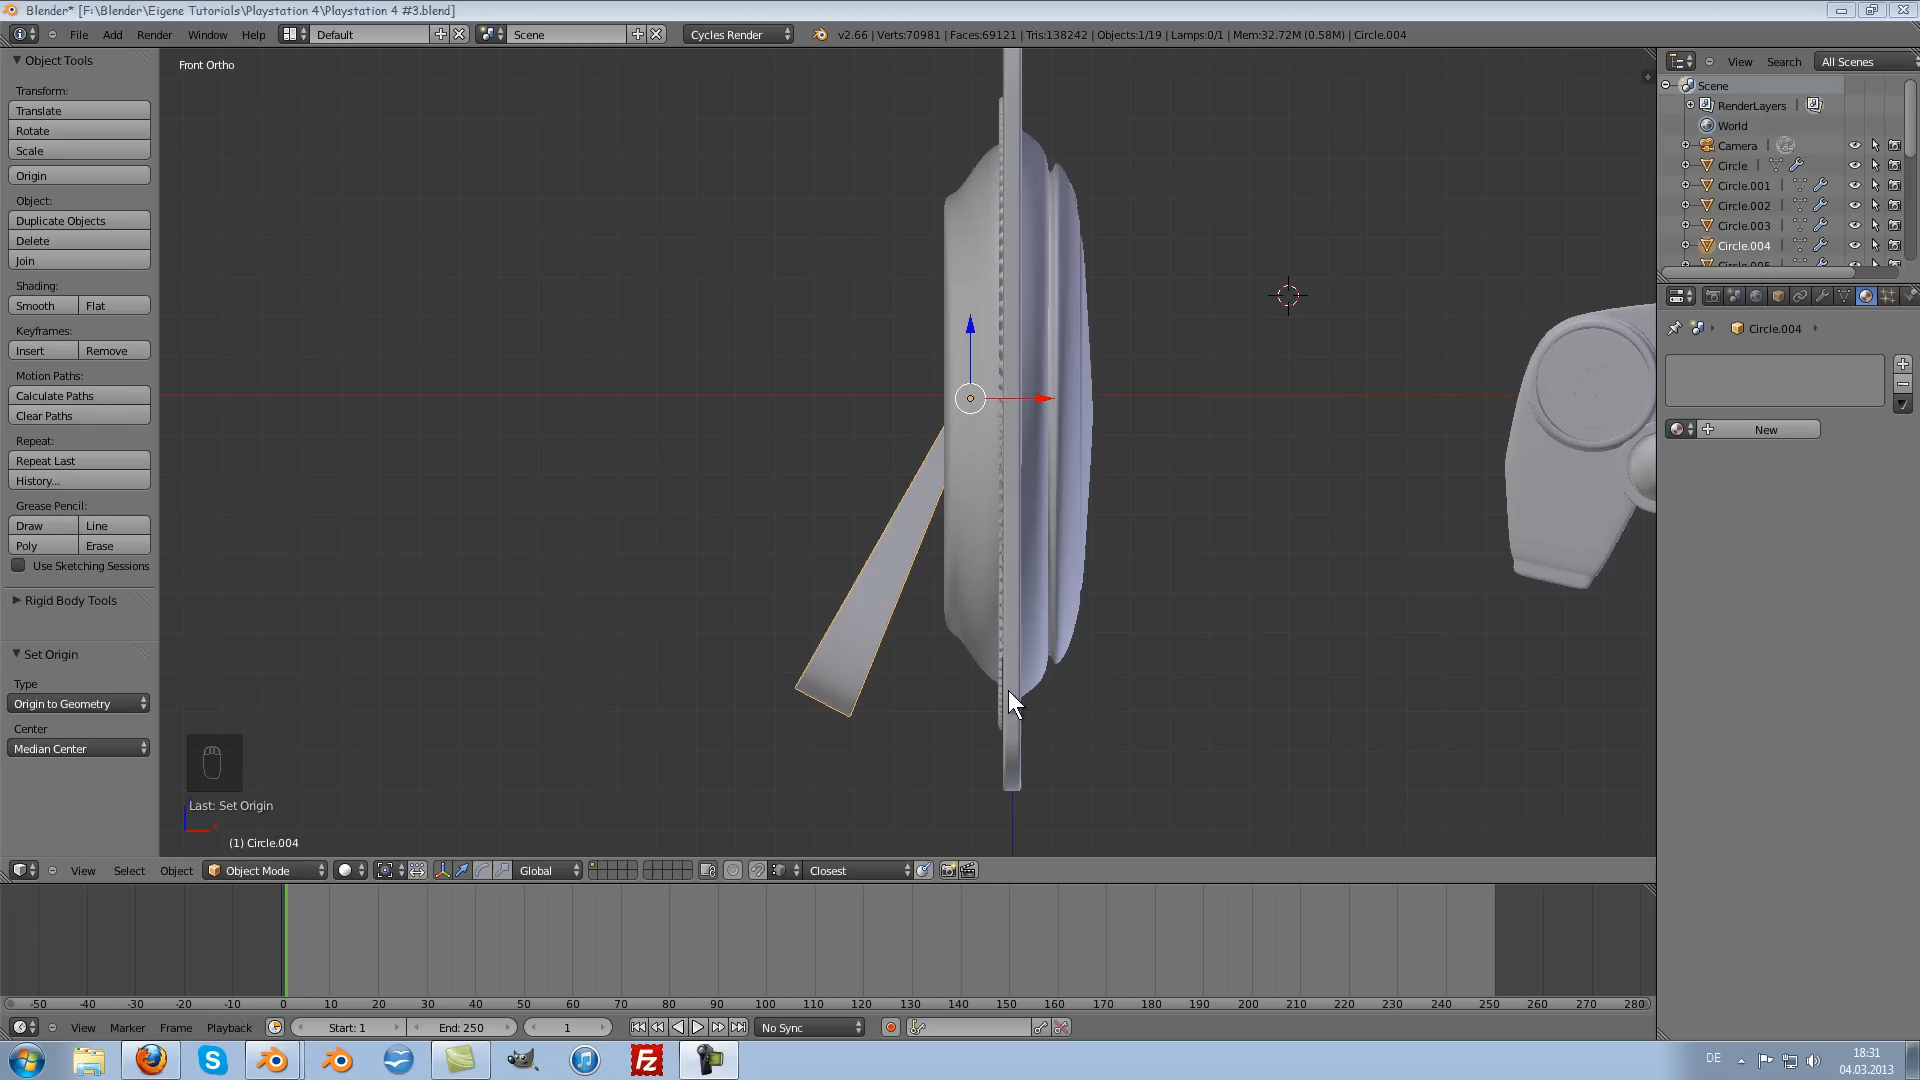 Blender* [F:\Blender\Eigene Tutorials\Playstation 4\Playstation 4 #3.blend]
File Add Render Window Help Default Scene Cycles Render v2.66 | Verts:70981 | Faces:69121 | Tris:138242 | Objects:1/19 | Lamps:0/1 | Mem:32.72M (0.58M) | Circle.004
Object Tools
Transform:
Translate
Rotate
Scale
Origin
Object:
Duplicate Objects
Delete
Join
Shading:
Smooth Flat
Keyframes:
Insert Remove
Motion Paths:
Calculate Paths
Clear Paths
Repeat:
Repeat Last
History...
Grease Pencil:
Draw Line
Poly Erase
Use Sketching Sessions
Rigid Body Tools
Set Origin
Type
Origin to Geometry
Center
Median Center
Front Ortho
Last: Set Origin
(1) Circle.004
View Search All Scenes
Scene
RenderLayers
World
Camera
Circle
Circle.001
Circle.002
Circle.003
Circle.004
Circle.005
Circle.004
New
View Select Object Object Mode Global Closest
-50 -40 -30 -20 -10 0 10 20 30 40 50 60 70 80 90 100 110 120 130 140 150 160 170 180 190 200 210 220 230 240 250 260 270 280
View Marker Frame Playback Start: 1 End: 250 1 No Sync
DE
18:31
04.03.2013